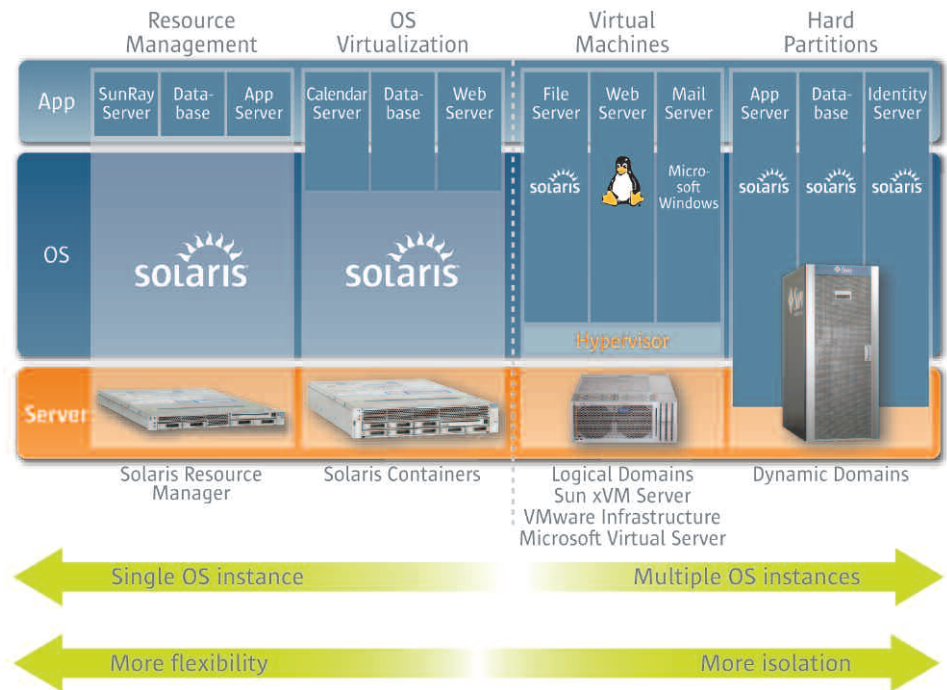 Resource
Management
OS
Virtualization
Virtual
Machines
Hard
Partitions
App
SunRay
Server
Data-
base
App
Server
Calendar
Server
Data-
base
Web
Server
File
Server
Web
Server
Mail
Server
App
Server
Data-
base
Identity
Server
OS
solaris
solaris
solaris
Micro-
soft
Windows
solaris
solaris
solaris
Hypervisor
Server
Solaris Resource
Manager
Solaris Containers
Logical Domains
Sun xVM Server
VMware Infrastructure
Microsoft Virtual Server
Dynamic Domains
Single OS instance
Multiple OS instances
More flexibility
More isolation